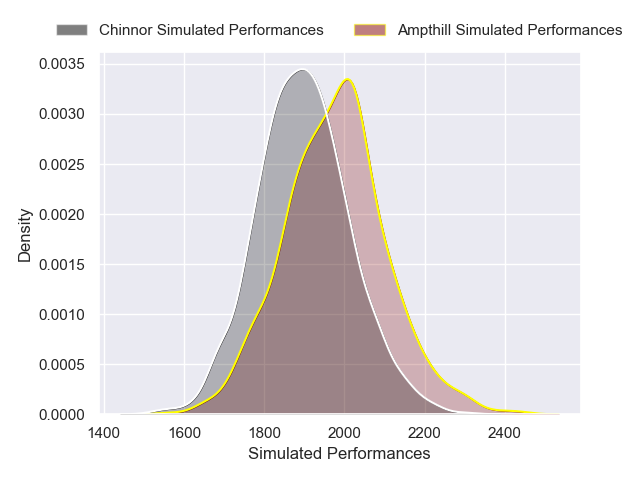 Chinnor Simulated Performances Ampthill Simulated Performances
0.0035
0.0030
0.0025
0.0020
0.0015
0.0010
0.0005
0.0000
Density
1400 1600 1800 2000 2200 2400
Simulated Performances